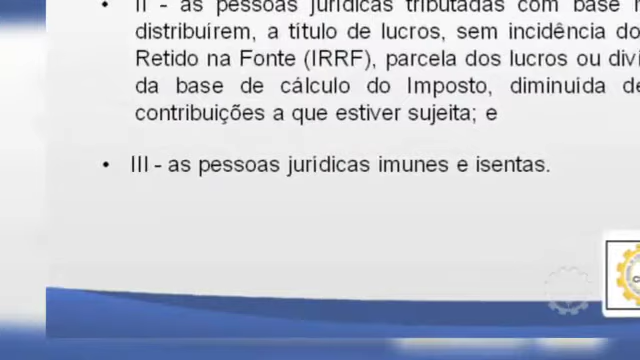 • II - as pessoas jurídicas tributadas com base
distribuírem, a título de lucros, sem incidência do
Retido na Fonte (IRRF), parcela dos lucros ou
da base de cálculo do Imposto, diminuída
contribuições a que estiver sujeita; e
• III - as pessoas jurídicas imunes e isentas.